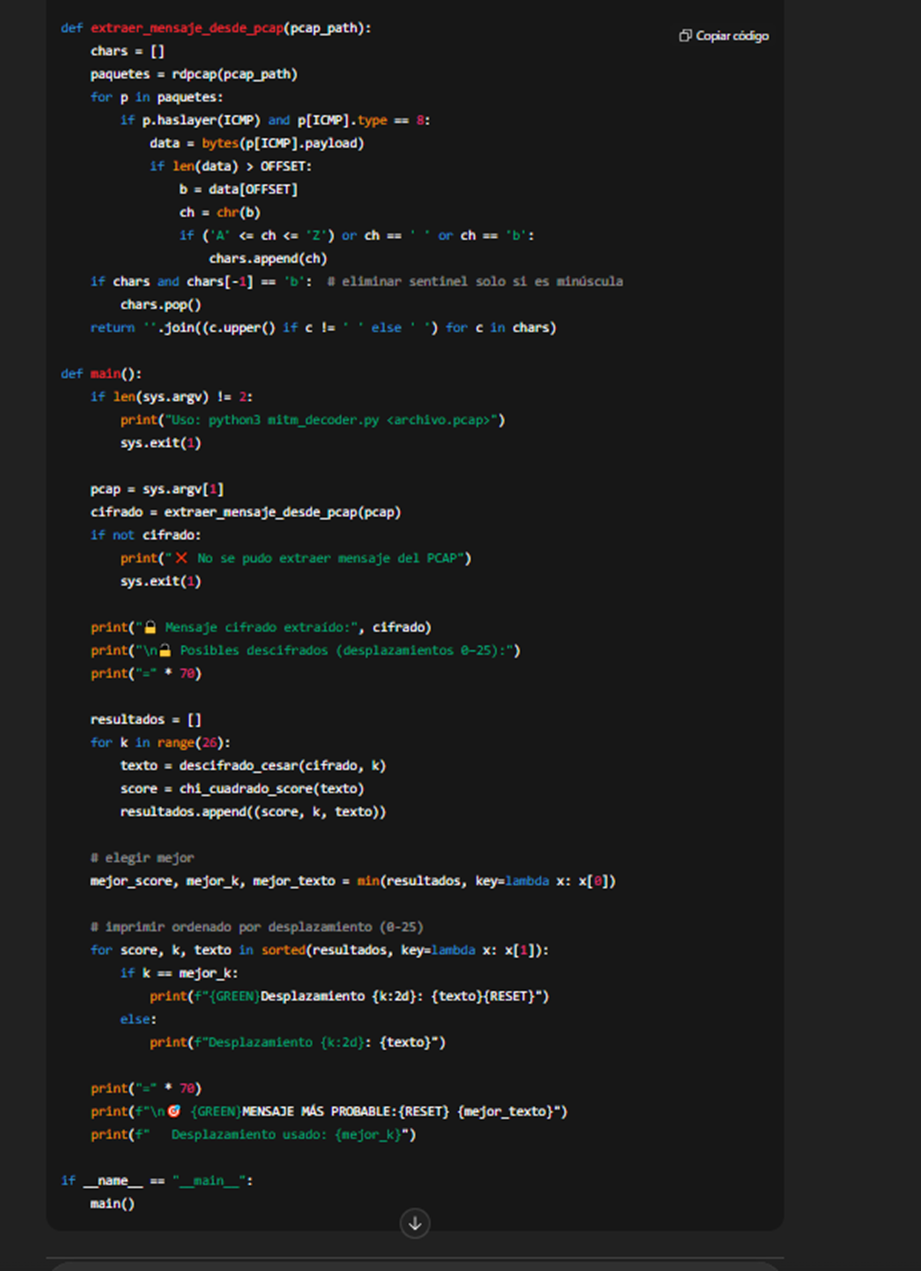 def extraer_mensaje_desde_pcap(pcap_path):
Copiar código
    chars = []
    paquetes = rdpcap(pcap_path)
    for p in paquetes:
        if p.haslayer(ICMP) and p[ICMP].type == 8:
            data = bytes(p[ICMP].payload)
            if len(data) > OFFSET:
                b = data[OFFSET]
                ch = chr(b)
                if ('A' <= ch <= 'Z') or ch == ' ' or ch == 'b':
                    chars.append(ch)
    if chars and chars[-1] == 'b':  # eliminar sentinel solo si es minúscula
        chars.pop()
    return ''.join((c.upper() if c != ' ' else ' ') for c in chars)

def main():
    if len(sys.argv) != 2:
        print("Uso: python3 mitm_decoder.py <archivo.pcap>")
        sys.exit(1)

    pcap = sys.argv[1]
    cifrado = extraer_mensaje_desde_pcap(pcap)
    if not cifrado:
        print("❌ No se pudo extraer mensaje del PCAP")
        sys.exit(1)

    print("🔒 Mensaje cifrado extraído:", cifrado)
    print("\n🔒 Posibles descifrados (desplazamientos 0–25):")
    print("=" * 70)

    resultados = []
    for k in range(26):
        texto = descifrado_cesar(cifrado, k)
        score = chi_cuadrado_score(texto)
        resultados.append((score, k, texto))

    # elegir mejor
    mejor_score, mejor_k, mejor_texto = min(resultados, key=lambda x: x[0])

    # imprimir ordenado por desplazamiento (0-25)
    for score, k, texto in sorted(resultados, key=lambda x: x[1]):
        if k == mejor_k:
            print(f"{GREEN}Desplazamiento {k:2d}: {texto}{RESET}")
        else:
            print(f"Desplazamiento {k:2d}: {texto}")

    print("=" * 70)
    print(f"\n🎯 {GREEN}MENSAJE MÁS PROBABLE:{RESET} {mejor_texto}")
    print(f"   Desplazamiento usado: {mejor_k}")

if __name__ == "__main__":
    main()